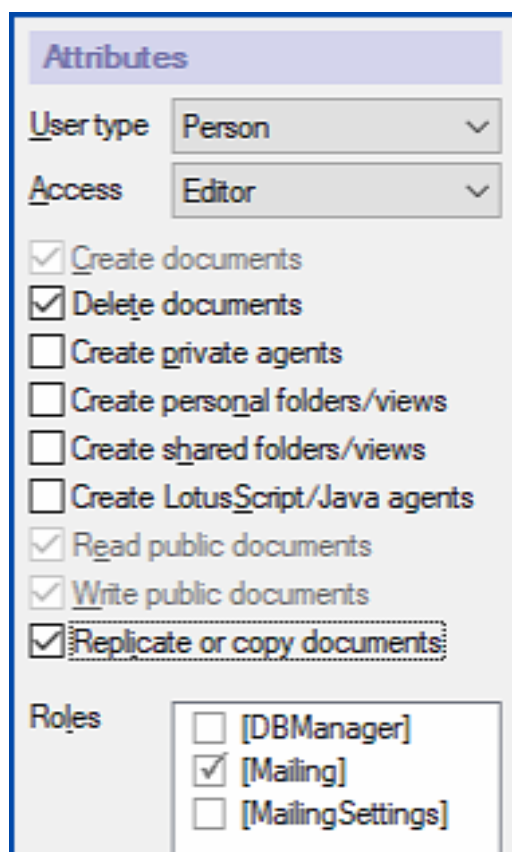 Attributes
User type Person
Access Editor
Create documents
Delete documents
Create private agents
Create personal folders/views
Create shared folders/views
Create LotusScript/Java agents
Read public documents
Write public documents
Replicate or copy documents
Roles [DBManager]
[Mailing]
[MailingSettings]